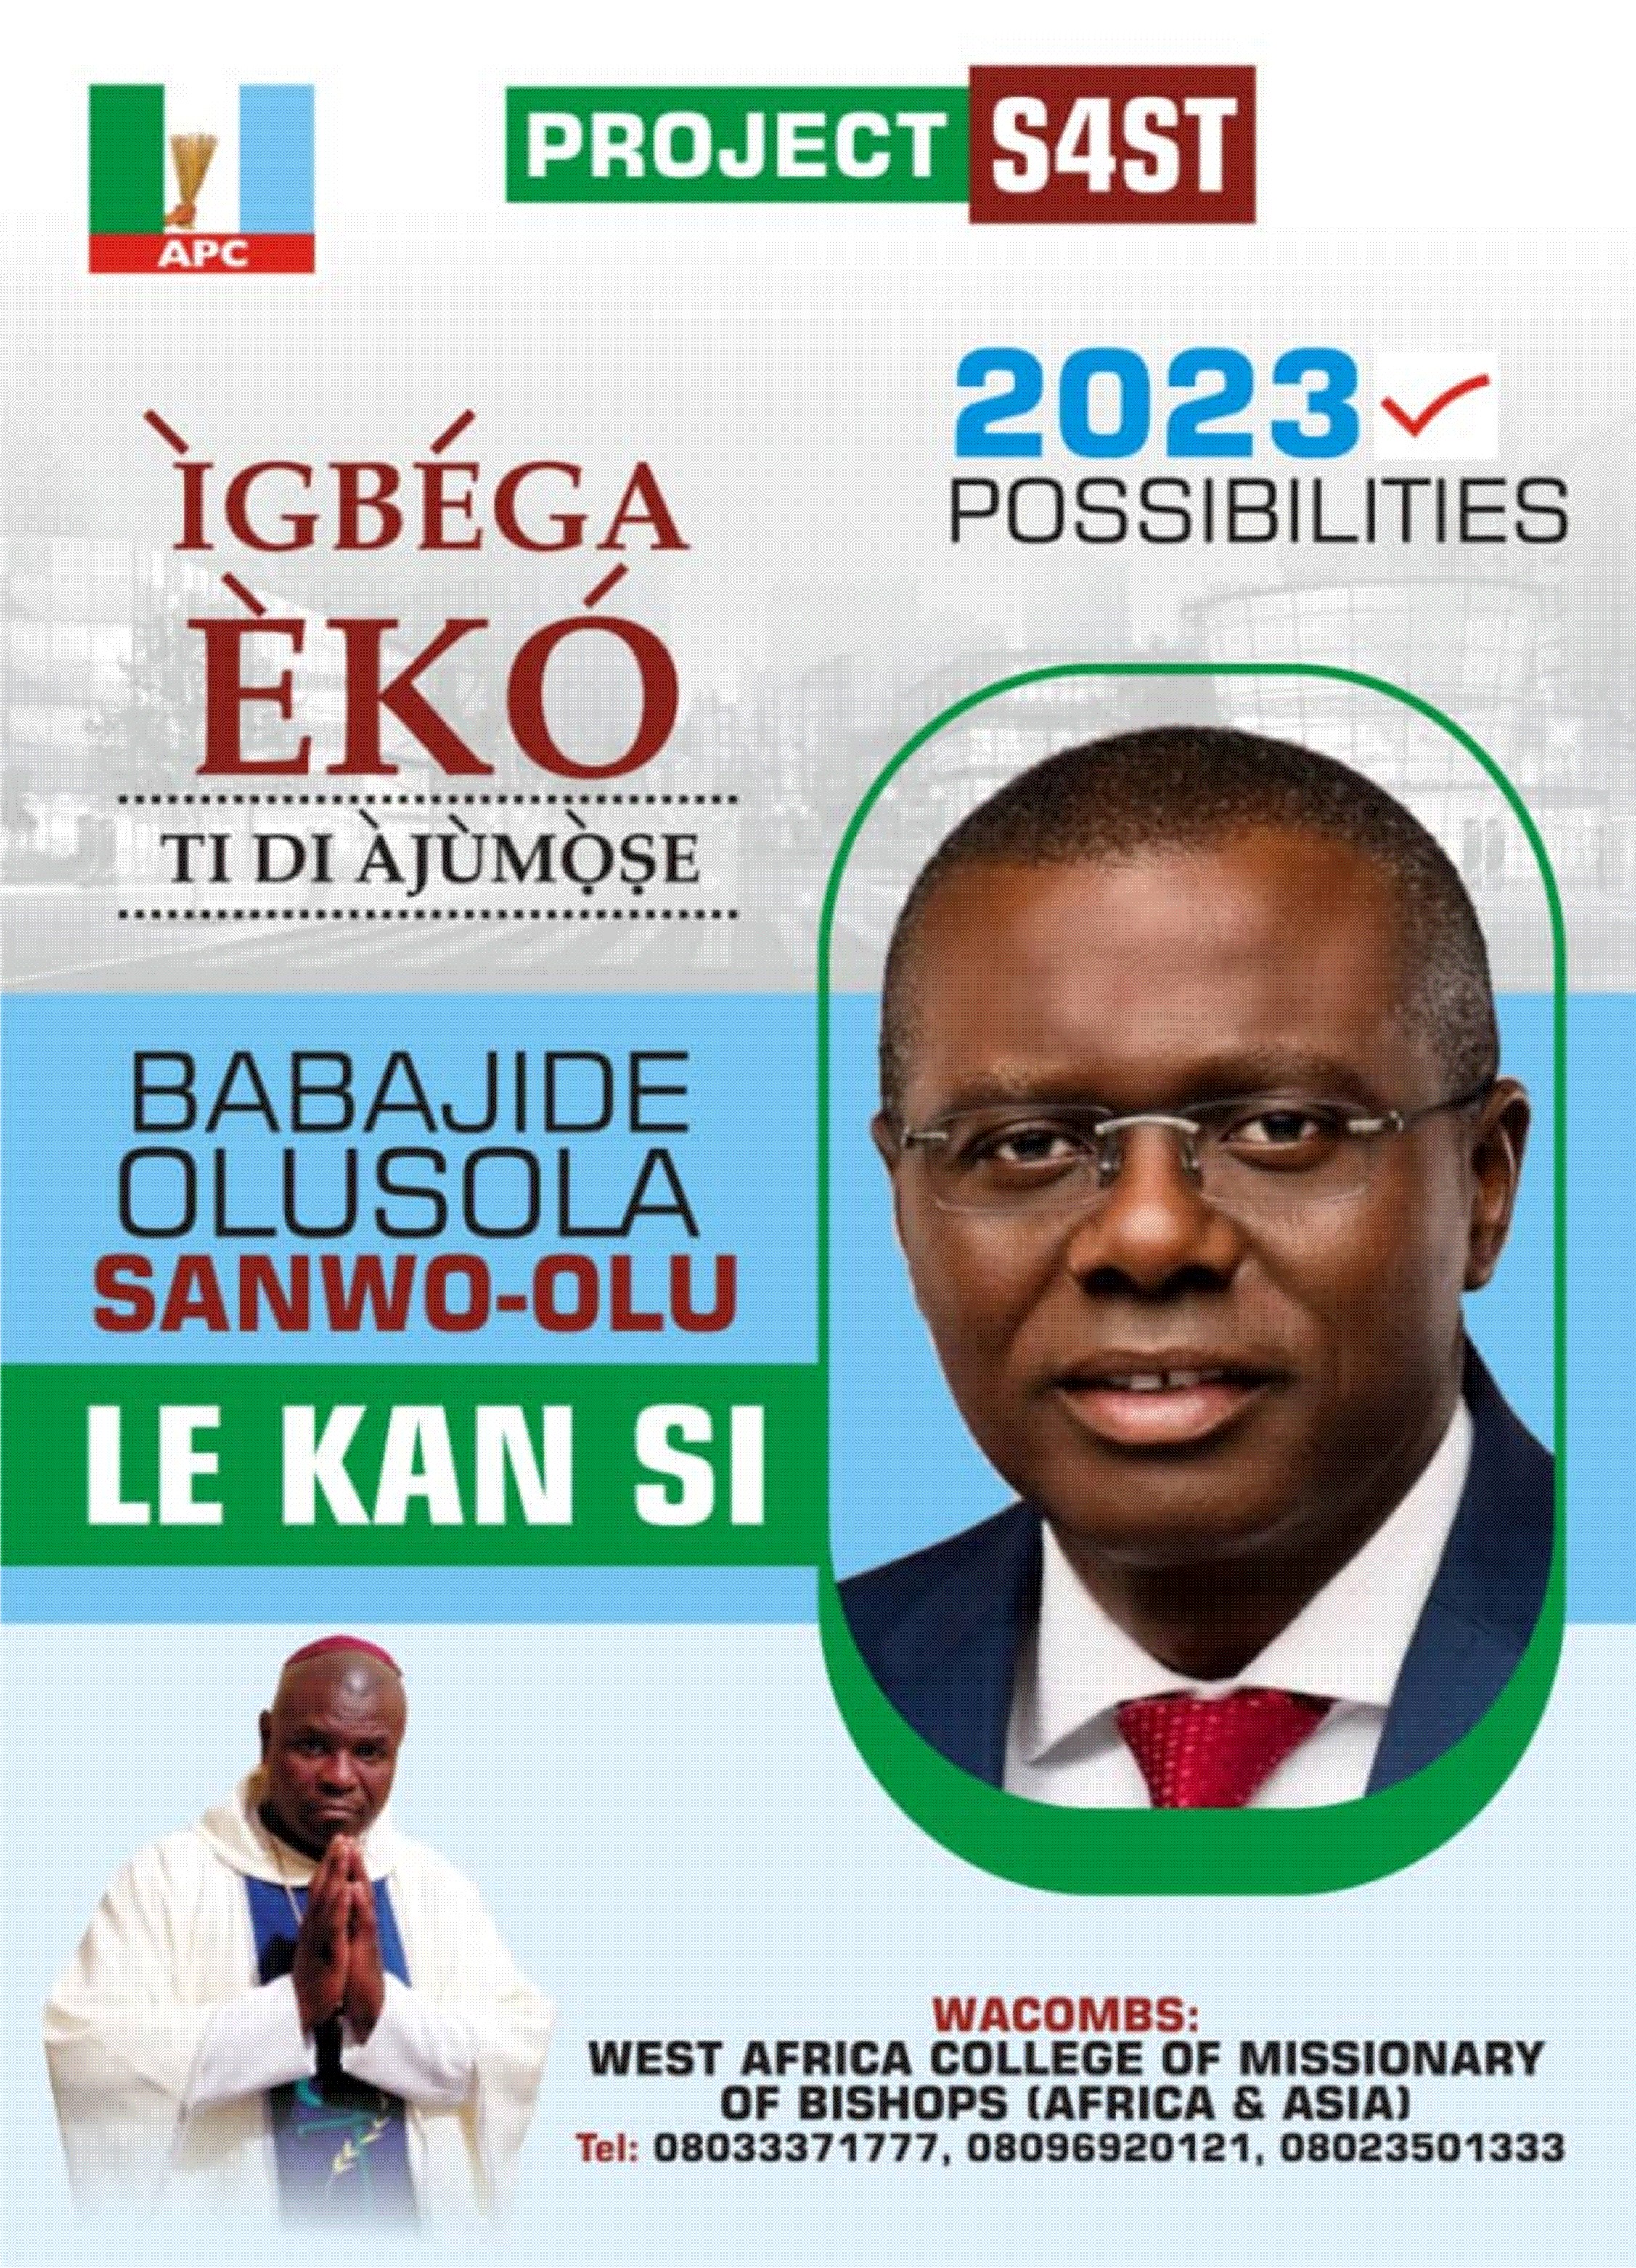 APC
PROJECT S4ST
2023
POSSIBILITIES
ÌGBÉGA
ÈKÓ
TI DI ÀJÙMỌ̀ṢE
BABAJIDE
OLUSOLA
SANWO-OLU
LE KAN SI
WACOMBS:
WEST AFRICA COLLEGE OF MISSIONARY
OF BISHOPS (AFRICA & ASIA)
Tel: 08033371777, 08096920121, 08023501333